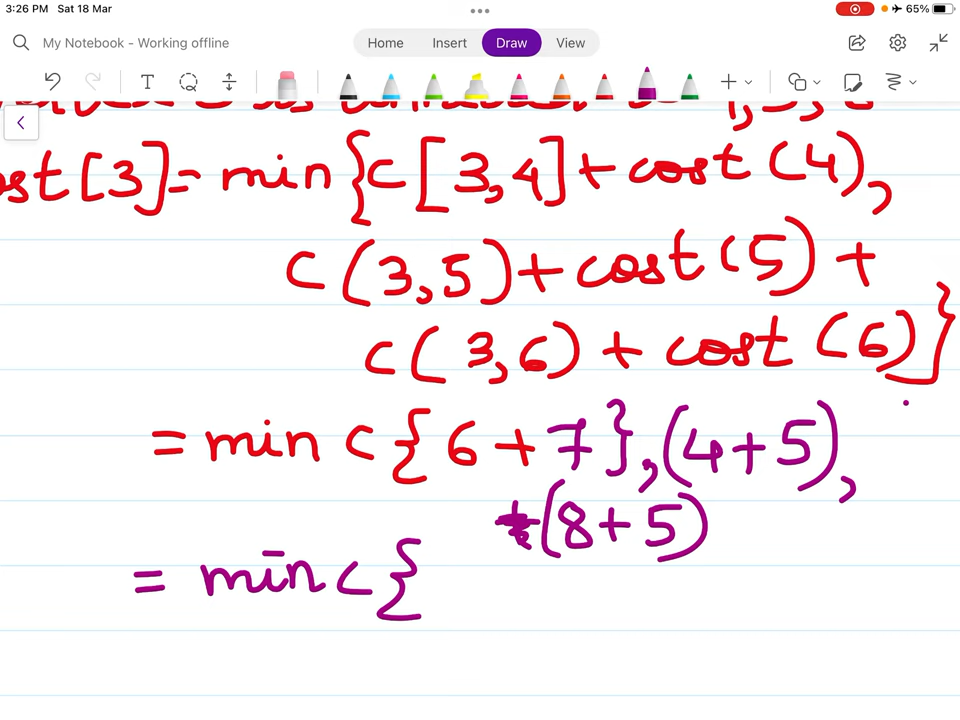 3:26 PM Sat 18 Mar
65%
My Notebook - Working offline
Home Insert Draw View
ost[3]=min{c[3,4]+cost(4),
c(3,5)+cost(5)+
c(3,6)+cost(6)}
=min c{6+7},(4+5),
(8+5)
=min c{